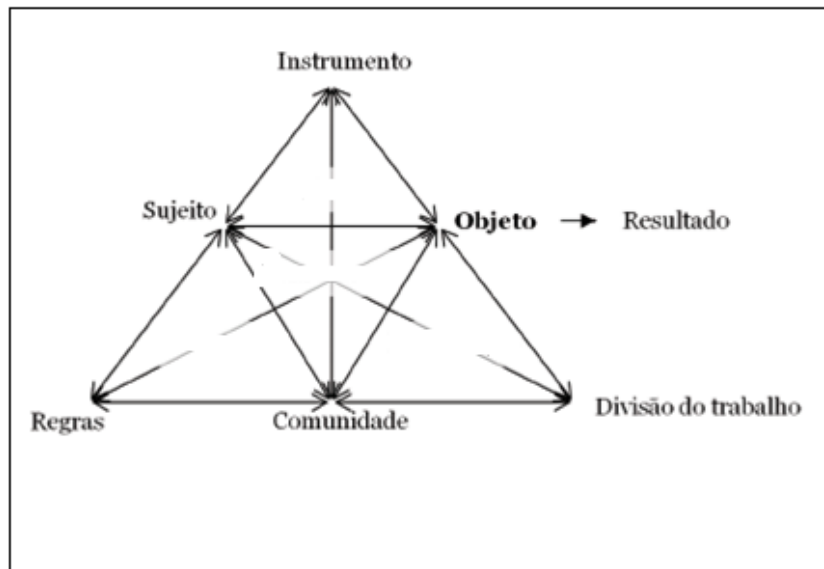 Instrumento
Sujeito
Objeto
Resultado
Regras
Comunidade
Divisão do trabalho